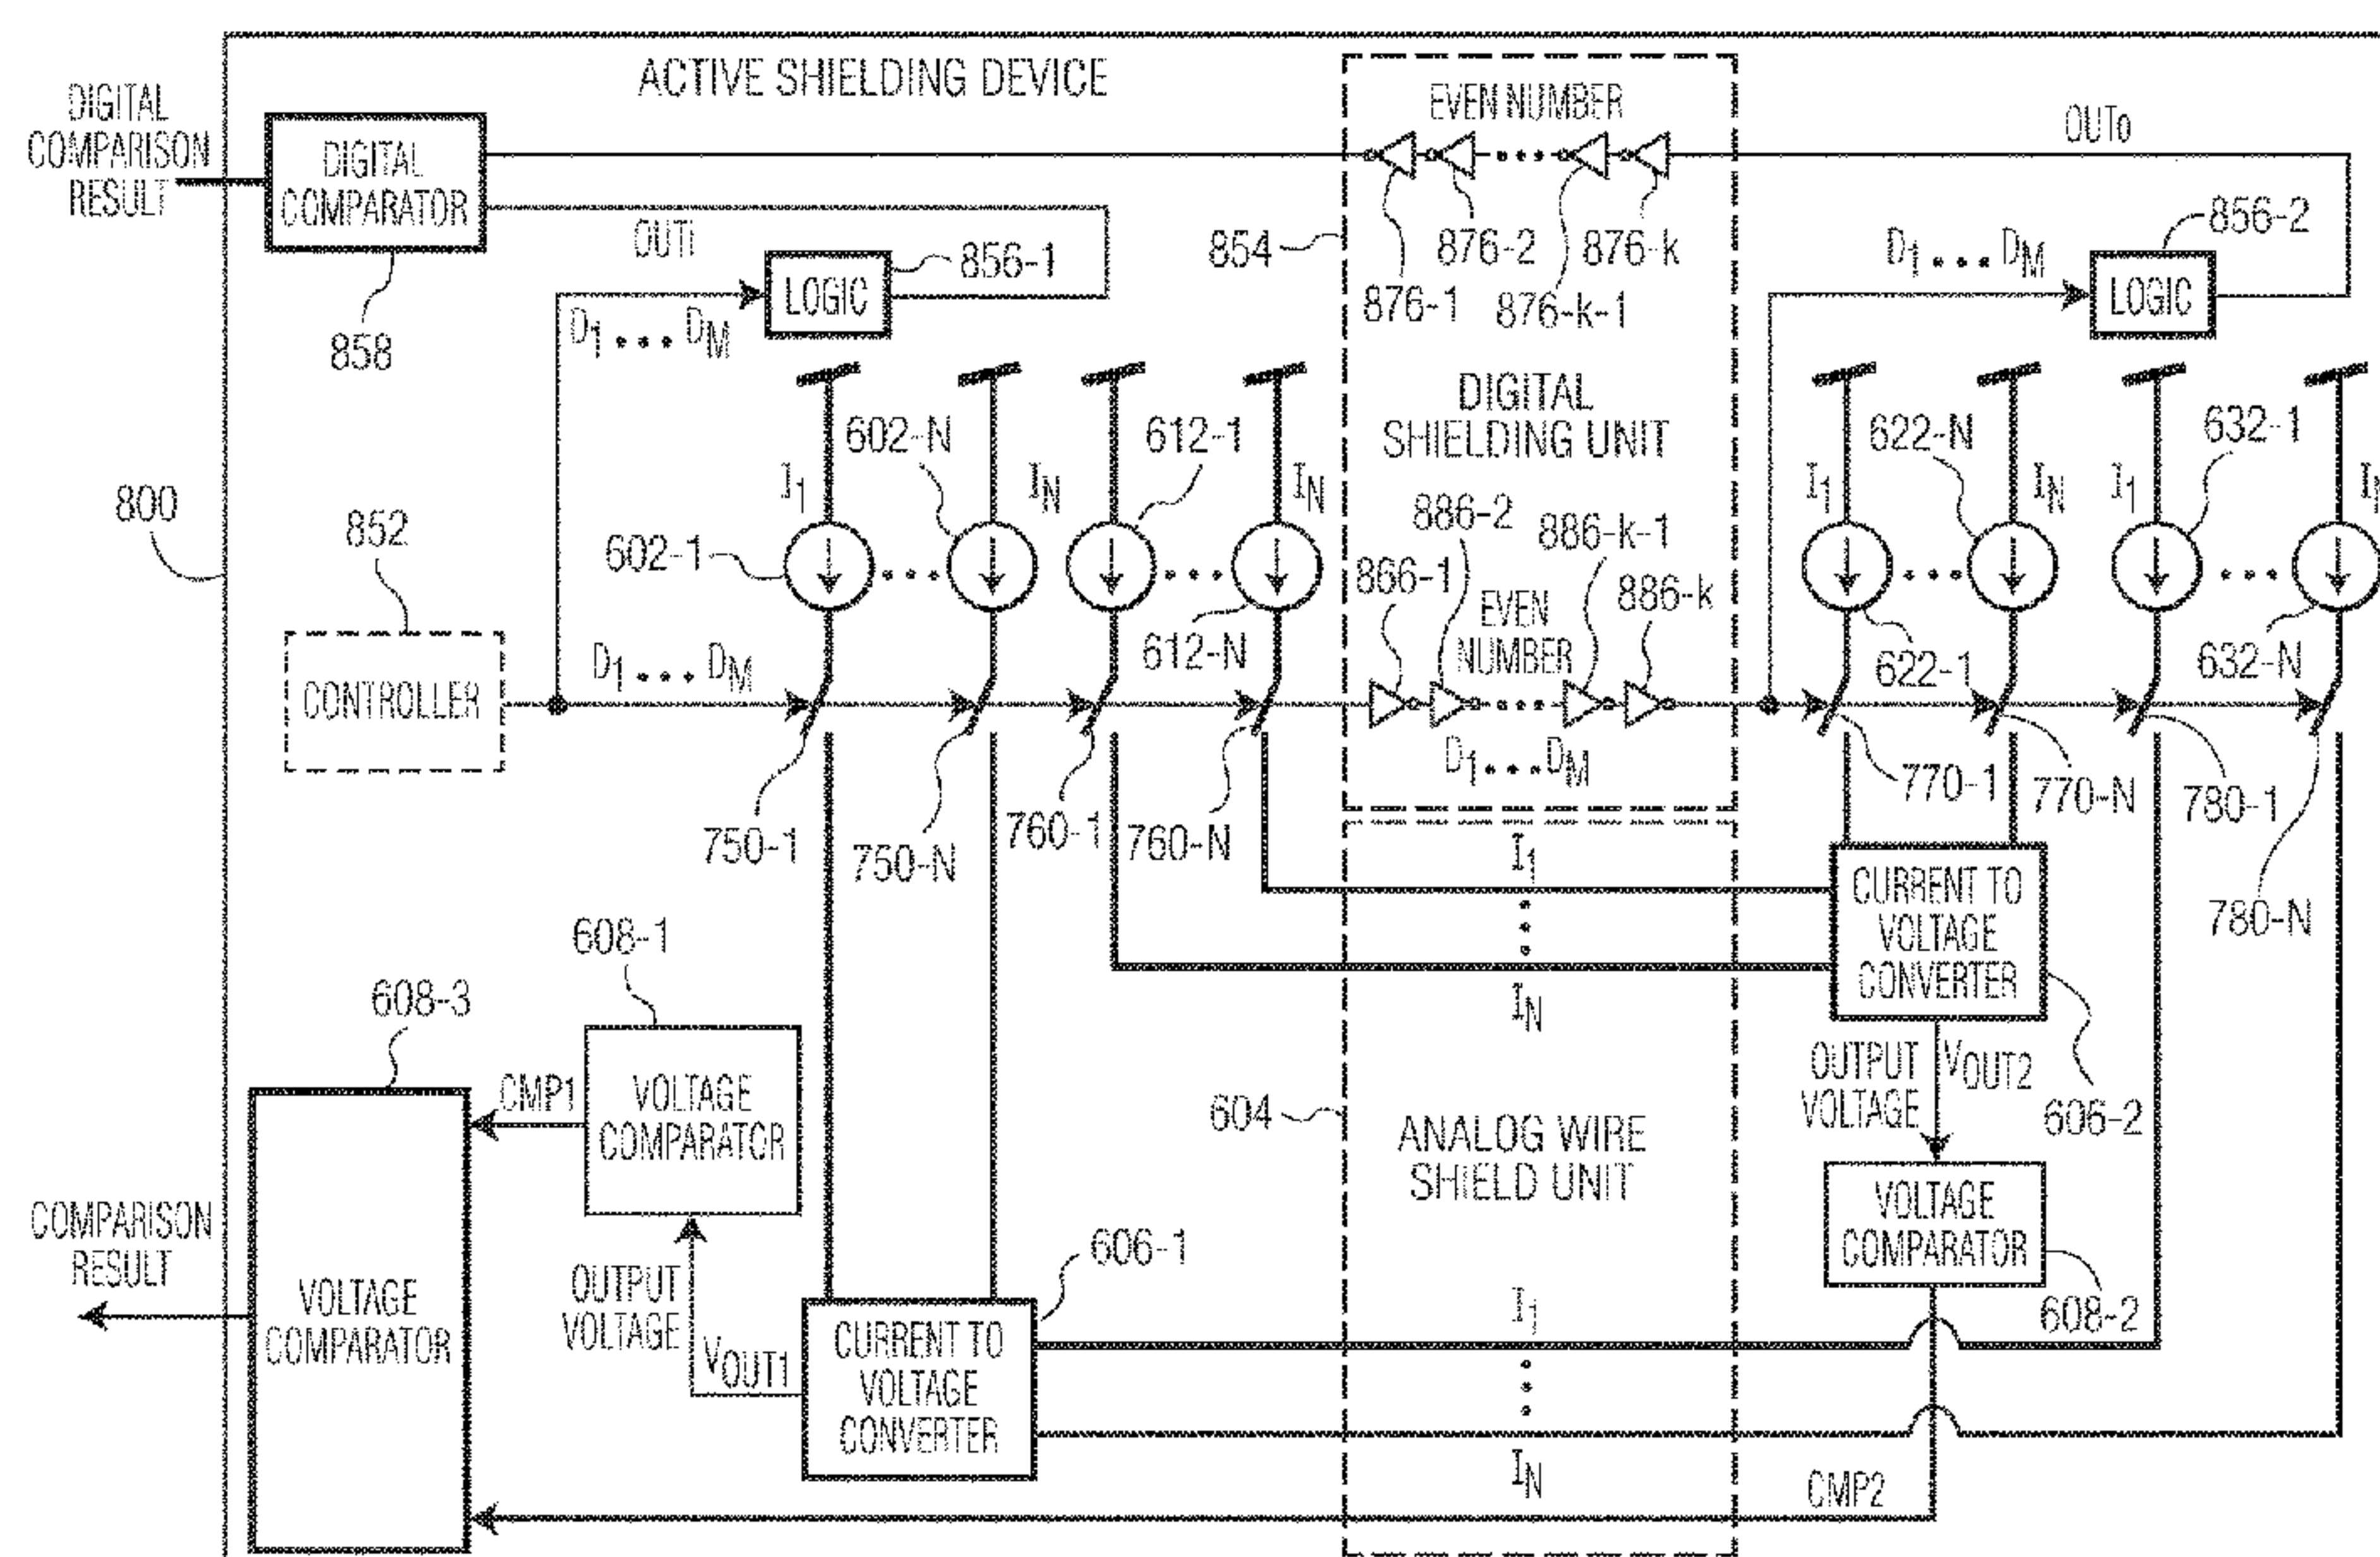 ACTIVE SHIELDING DEVICE
DIGITAL
COMPARISON
RESULT
DIGITAL
COMPARATOR
858
OUTi
LOGIC
856-1
D1 ... DM
854
EVEN NUMBER
876-1
876-2
876-k-1
876-k
OUTo
856-2
D1 ... DM
LOGIC
DIGITAL
SHIELDING UNIT
800
852
CONTROLLER
D1 ... DM
I1
602-1
602-N
IN
612-1
IN
612-N
886-2
866-1
886-k-1
886-k
EVEN
NUMBER
D1...DM
I1
622-N
IN
622-1
I1
632-1
IN
632-N
750-1
750-N
760-1
760-N
770-1
770-N
780-1
780-N
I1
IN
CURRENT TO
VOLTAGE
CONVERTER
606-2
OUTPUT
VOLTAGE
VOUT2
VOLTAGE
COMPARATOR
608-2
604
ANALOG WIRE
SHIELD UNIT
608-3
608-1
CMP1
VOLTAGE
COMPARATOR
COMPARISON
RESULT
VOLTAGE
COMPARATOR
OUTPUT
VOLTAGE
VOUT1
606-1
CURRENT TO
VOLTAGE
CONVERTER
I1
IN
CMP2